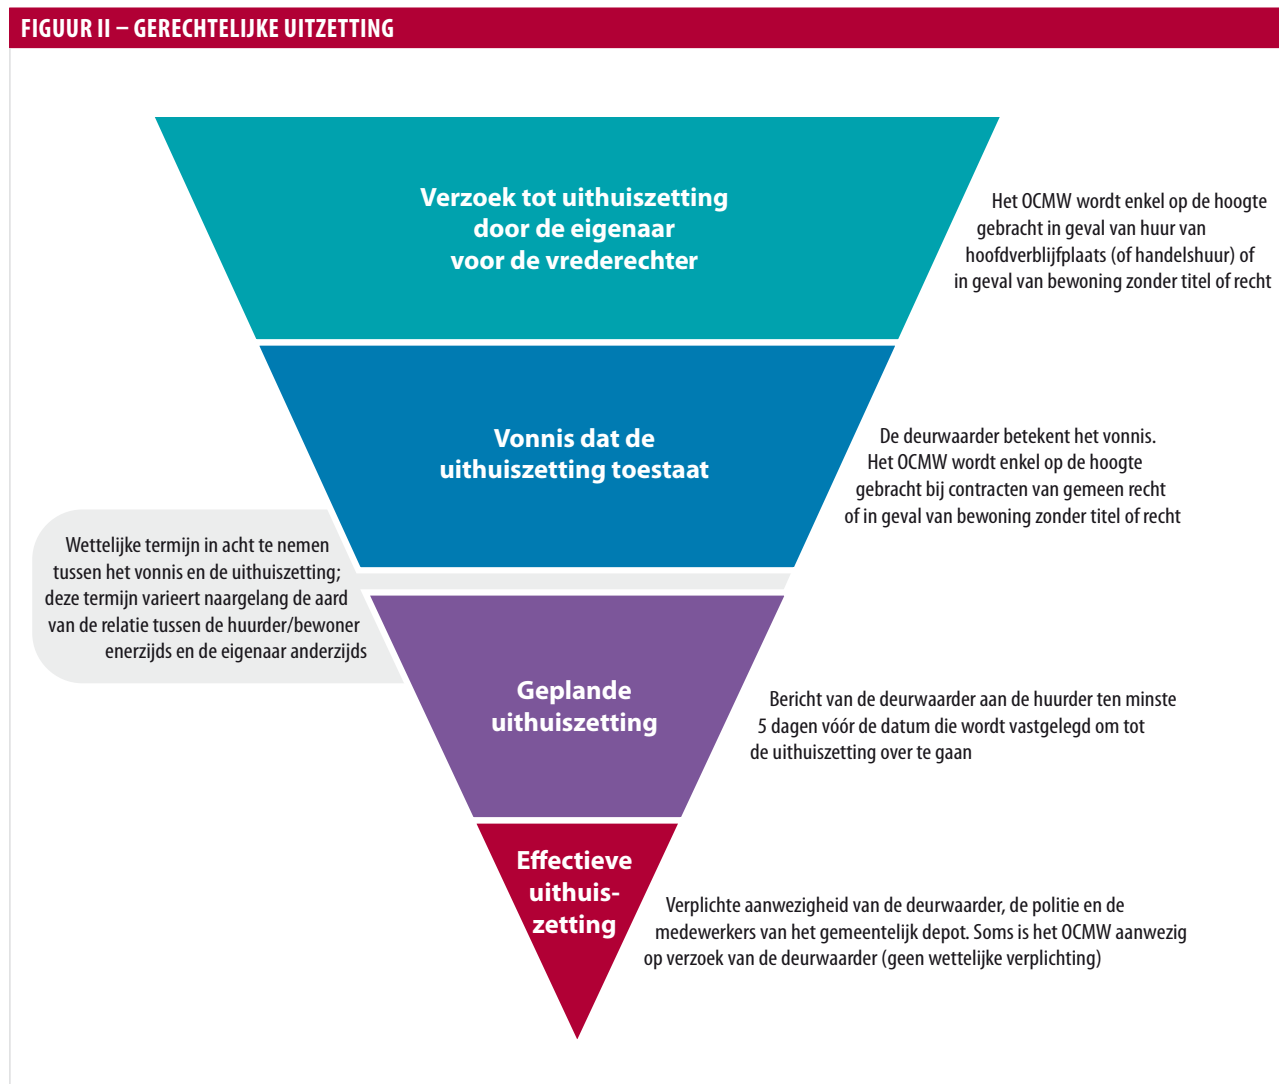 FIGUUR II – GERECHTELIJKE UITZETTING
Verzoek tot uithuiszetting
door de eigenaar
voor de vrederechter
Het OCMW wordt enkel op de hoogte
gebracht in geval van huur van
hoofdverblijfplaats (of handelshuur) of
in geval van bewoning zonder titel of recht
Vonnis dat de
uithuiszetting toestaat
De deurwaarder betekent het vonnis.
Het OCMW wordt enkel op de hoogte
gebracht bij contracten van gemeen recht
of in geval van bewoning zonder titel of recht
Wettelijke termijn in acht te nemen
tussen het vonnis en de uithuiszetting;
deze termijn varieert naargelang de aard
van de relatie tussen de huurder/bewoner
enerzijds en de eigenaar anderzijds
Geplande
uithuiszetting
Bericht van de deurwaarder aan de huurder ten minste
5 dagen vóór de datum die wordt vastgelegd om tot
de uithuiszetting over te gaan
Effectieve
uithuis-
zetting
Verplichte aanwezigheid van de deurwaarder, de politie en de
medewerkers van het gemeentelijk depot. Soms is het OCMW aanwezig
op verzoek van de deurwaarder (geen wettelijke verplichting)